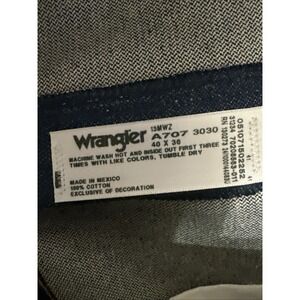 13MWZ
Wrangler A707 3030
40 X 36
MACHINE WASH HOT AND INSIDE OUT FIRST THREE
TIMES WITH LIKE COLORS, TUMBLE DRY
MADE IN MEXICO
100% COTTON
EXCLUSIVE OF DECORATION
051071502252